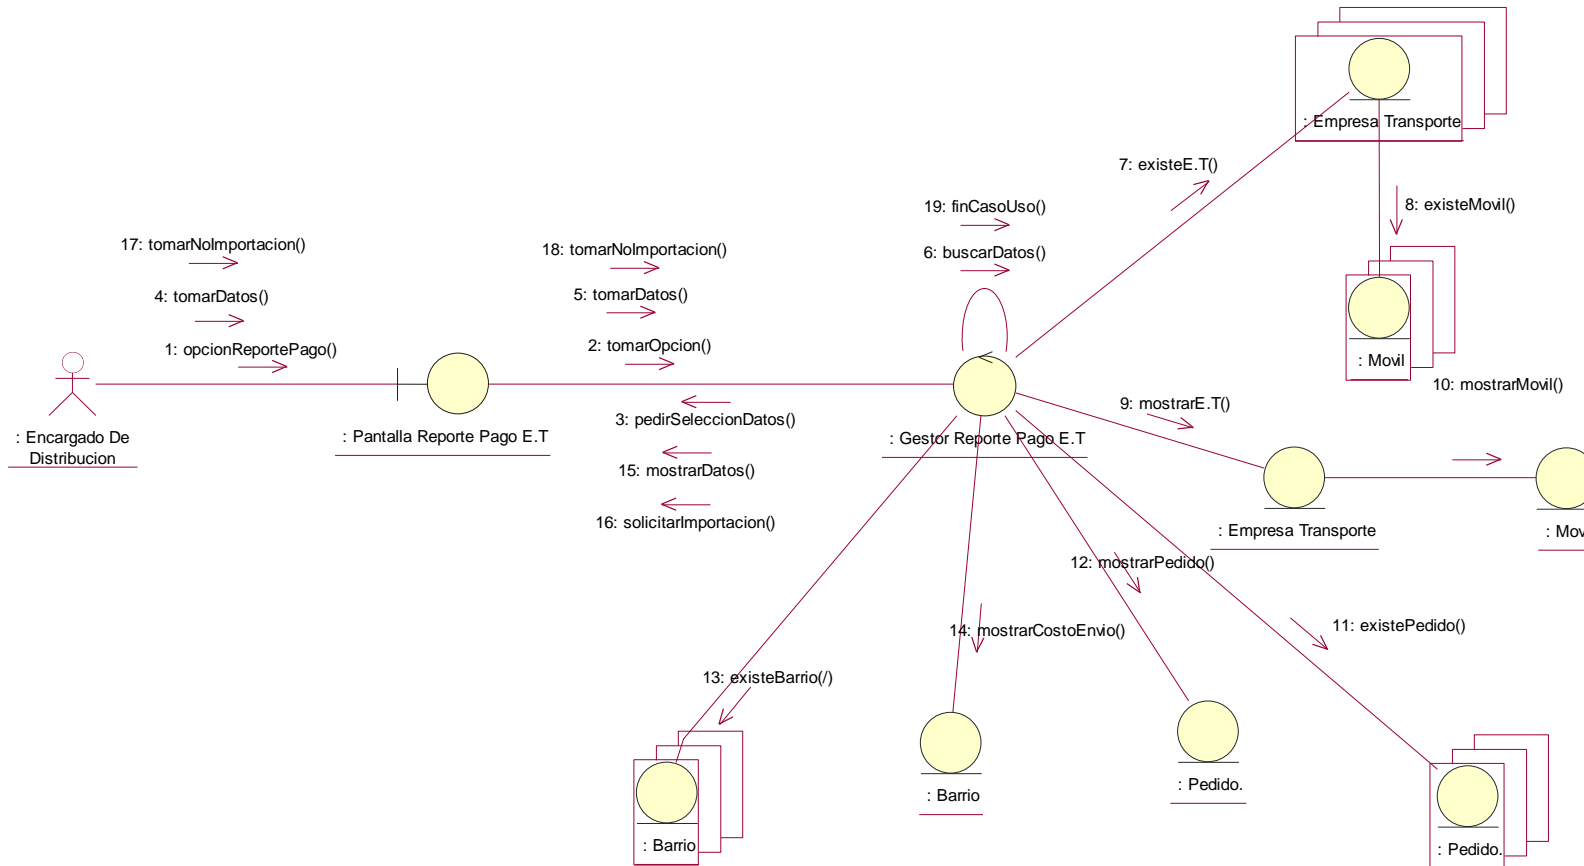 : Empresa Transporte
7: existeE.T()
8: existeMovil()
19: finCasoUso()
6: buscarDatos()
17: tomarNoImportacion()
18: tomarNoImportacion()
4: tomarDatos()
5: tomarDatos()
1: opcionReportePago()
2: tomarOpcion()
: Movil
10: mostrarMovil()
9: mostrarE.T()
3: pedirSeleccionDatos()
: Encargado De
Distribucion
: Pantalla Reporte Pago E.T
: Gestor Reporte Pago E.T
15: mostrarDatos()
16: solicitarImportacion()
: Empresa Transporte
: Mov
12: mostrarPedido()
14: mostrarCostoEnvio()
11: existePedido()
13: existeBarrio(/)
: Barrio
: Pedido.
: Barrio
: Pedido.